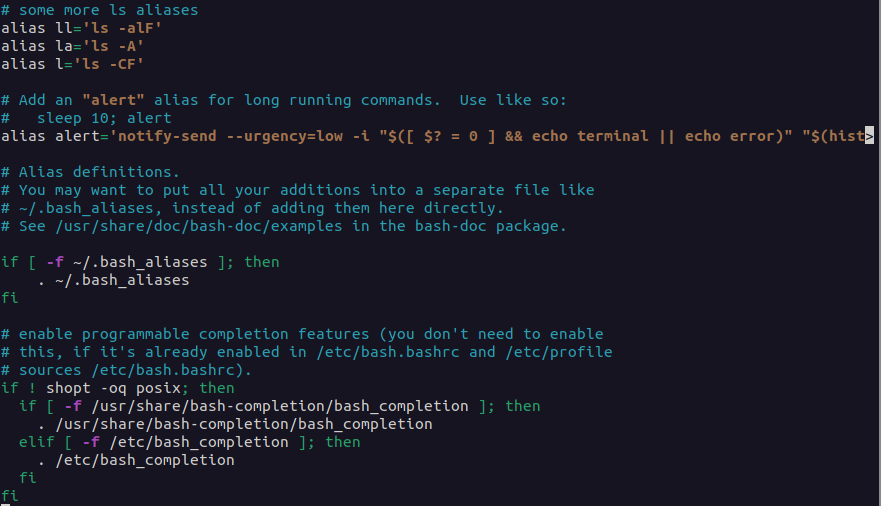 # some more ls aliases
alias ll='ls -alF'
alias la='ls -A'
alias l='ls -CF'

# Add an "alert" alias for long running commands.  Use like so:
#   sleep 10; alert
alias alert='notify-send --urgency=low -i "$([ $? = 0 ] && echo terminal || echo error)" "$(hist>

# Alias definitions.
# You may want to put all your additions into a separate file like
# ~/.bash_aliases, instead of adding them here directly.
# See /usr/share/doc/bash-doc/examples in the bash-doc package.

if [ -f ~/.bash_aliases ]; then
    . ~/.bash_aliases
fi

# enable programmable completion features (you don't need to enable
# this, if it's already enabled in /etc/bash.bashrc and /etc/profile
# sources /etc/bash.bashrc).
if ! shopt -oq posix; then
  if [ -f /usr/share/bash-completion/bash_completion ]; then
    . /usr/share/bash-completion/bash_completion
  elif [ -f /etc/bash_completion ]; then
    . /etc/bash_completion
  fi
fi